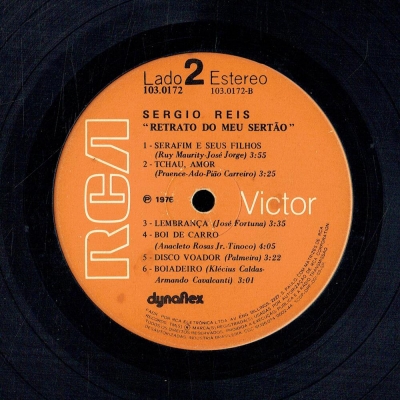 Lado 2 Estereo
103.0172 103.0172-B
SERGIO REIS
"RETRATO DO MEU SERTÃO"
1 - SERAFIM E SEUS FILHOS
(Ruy Maurity-José Jorge) 3:55
2 - TCHAU, AMOR
(Praence-Ado-Pião Carreiro) 3:25
℗ 1976
RCA Victor
3 - LEMBRANÇA (José Fortuna) 3:35
4 - BOI DE CARRO
(Anacleto Rosas Jr.-Tinoco) 4:05
5 - DISCO VOADOR (Palmeira) 3:22
6 - BOIADEIRO (Klécius Caldas-
Armando Cavalcanti) 3:01
dynaflex